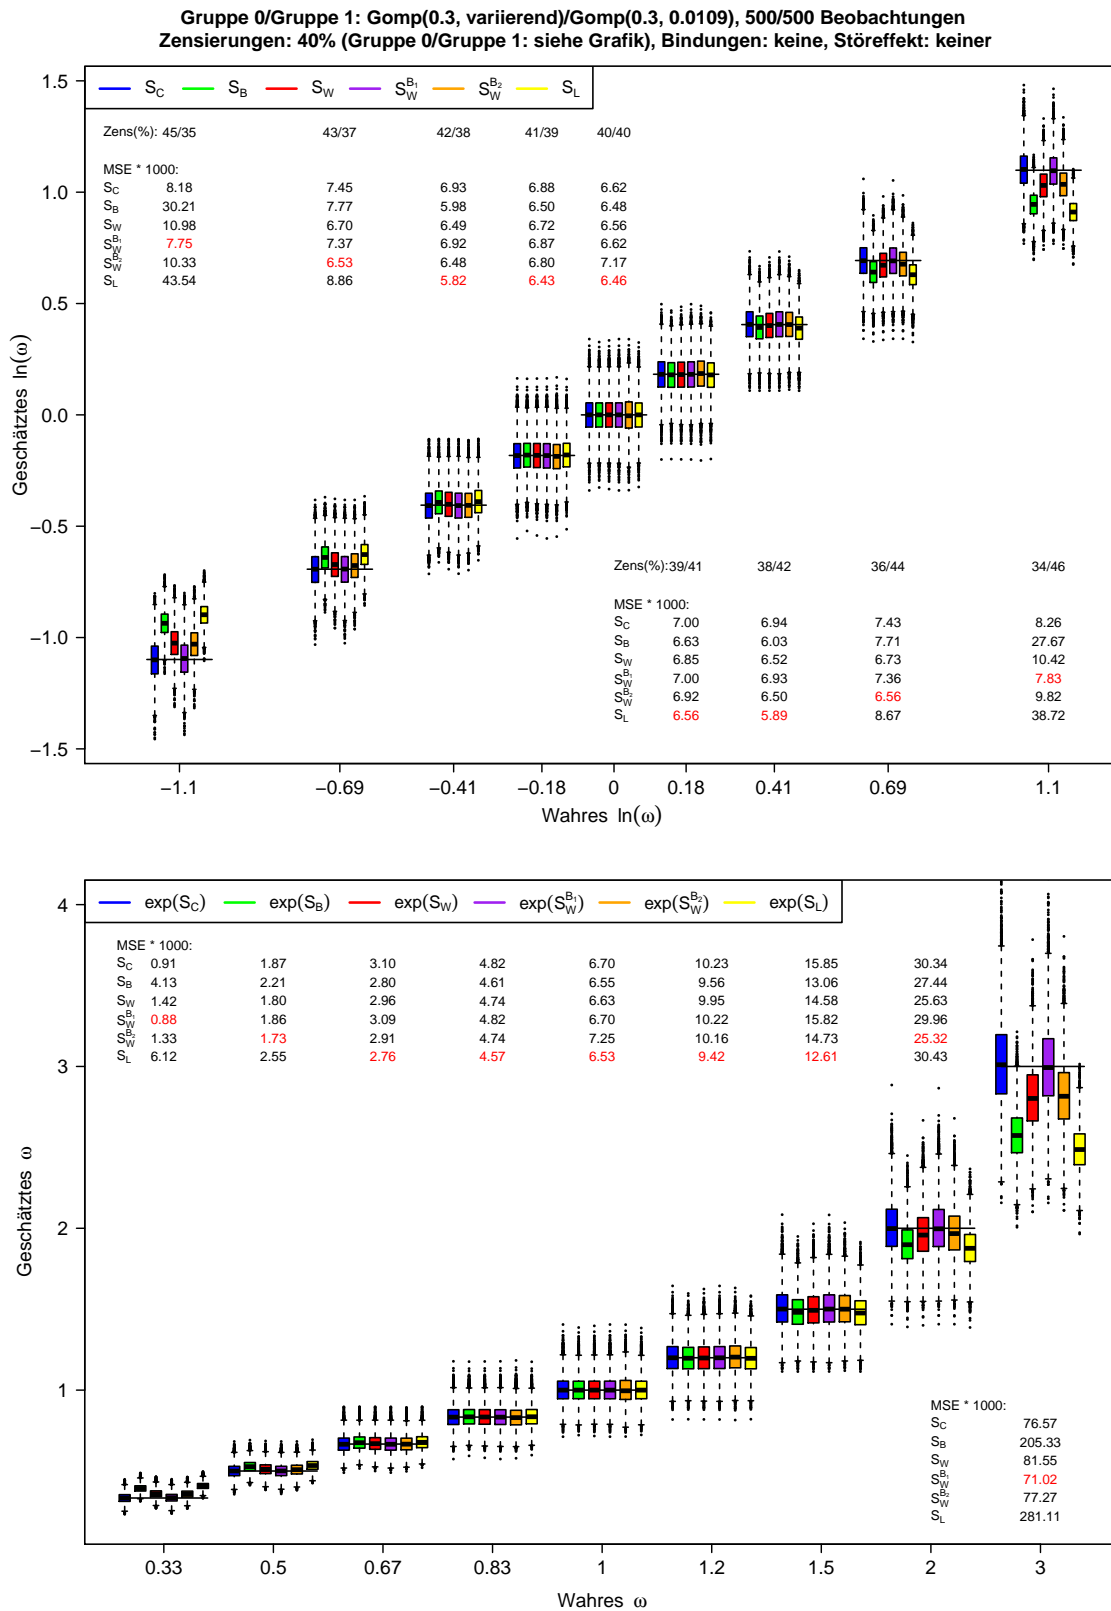 Gruppe 0/Gruppe 1: Gomp(0.3, variierend)/Gomp(0.3, 0.0109), 500/500 Beobachtungen
Zensierungen: 40% (Gruppe 0/Gruppe 1: siehe Grafik), Bindungen: keine, Störeffekt: keiner
S_C S_B S_W S_W^B₁ S_W^B₂ S_L
Zens(%): 45/35 43/37 42/38 41/39 40/40
MSE * 1000:
S_C 8.18 7.45 6.93 6.88 6.62
S_B 30.21 7.77 5.98 6.50 6.48
S_W 10.98 6.70 6.49 6.72 6.56
S_W^B₁ 7.75 7.37 6.92 6.87 6.62
S_W^B₂ 10.33 6.53 6.48 6.80 7.17
S_L 43.54 8.86 5.82 6.43 6.46
Zens(%): 39/41 38/42 36/44 34/46
MSE * 1000:
S_C 7.00 6.94 7.43 8.26
S_B 6.63 6.03 7.71 27.67
S_W 6.85 6.52 6.73 10.42
S_W^B₁ 7.00 6.93 7.36 7.83
S_W^B₂ 6.92 6.50 6.56 9.82
S_L 6.56 5.89 8.67 38.72
1.5
1.0
0.5
0.0
−0.5
−1.0
−1.5
Geschätztes ln(ω)
−1.1 −0.69 −0.41 −0.18 0 0.18 0.41 0.69 1.1
Wahres ln(ω)
exp(S_C) exp(S_B) exp(S_W) exp(S_W^B₁) exp(S_W^B₂) exp(S_L)
MSE * 1000:
S_C 0.91 1.87 3.10 4.82 6.70 10.23 15.85 30.34
S_B 4.13 2.21 2.80 4.61 6.55 9.56 13.06 27.44
S_W 1.42 1.80 2.96 4.74 6.63 9.95 14.58 25.63
S_W^B₁ 0.88 1.86 3.09 4.82 6.70 10.22 15.82 29.96
S_W^B₂ 1.33 1.73 2.91 4.74 7.25 10.16 14.73 25.32
S_L 6.12 2.55 2.76 4.57 6.53 9.42 12.61 30.43
MSE * 1000:
S_C 76.57
S_B 205.33
S_W 81.55
S_W^B₁ 71.02
S_W^B₂ 77.27
S_L 281.11
4
3
2
1
Geschätztes ω
0.33 0.5 0.67 0.83 1 1.2 1.5 2 3
Wahres ω